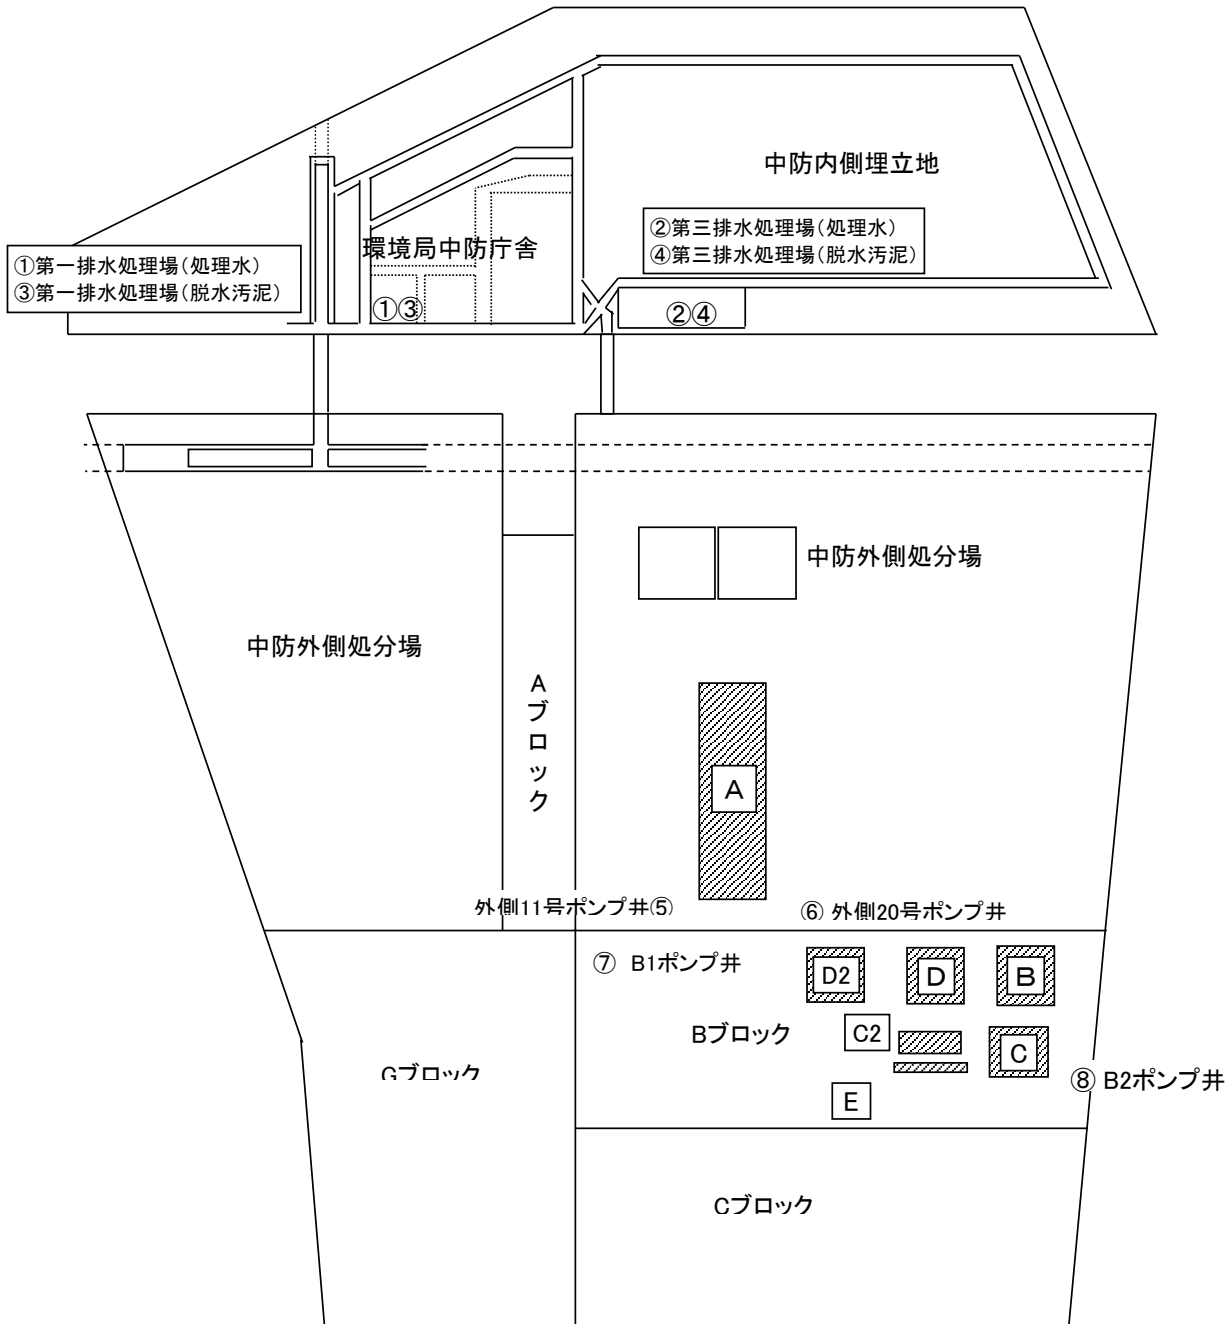 中防内側埋立地
②第三排水処理場(処理水)
④第三排水処理場(脱水汚泥)
環境局中防庁舎
①第一排水処理場(処理水)
③第一排水処理場(脱水汚泥)
①③
②④
中防外側処分場
中防外側処分場
Aブロック
A
外側11号ポンプ井⑤
⑥ 外側20号ポンプ井
⑦ B1ポンプ井
D2
D
B
Bブロック
C2
C
Gブロック
⑧ B2ポンプ井
E
Cブロック